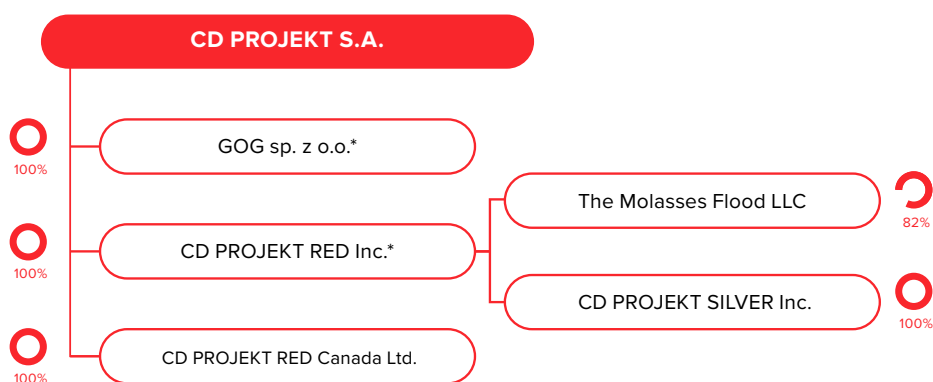 CD PROJEKT S.A.
GOG sp. z o.o.*
100%
The Molasses Flood LLC
82%
CD PROJEKT RED Inc.*
100%
CD PROJEKT SILVER Inc.
100%
CD PROJEKT RED Canada Ltd.
100%